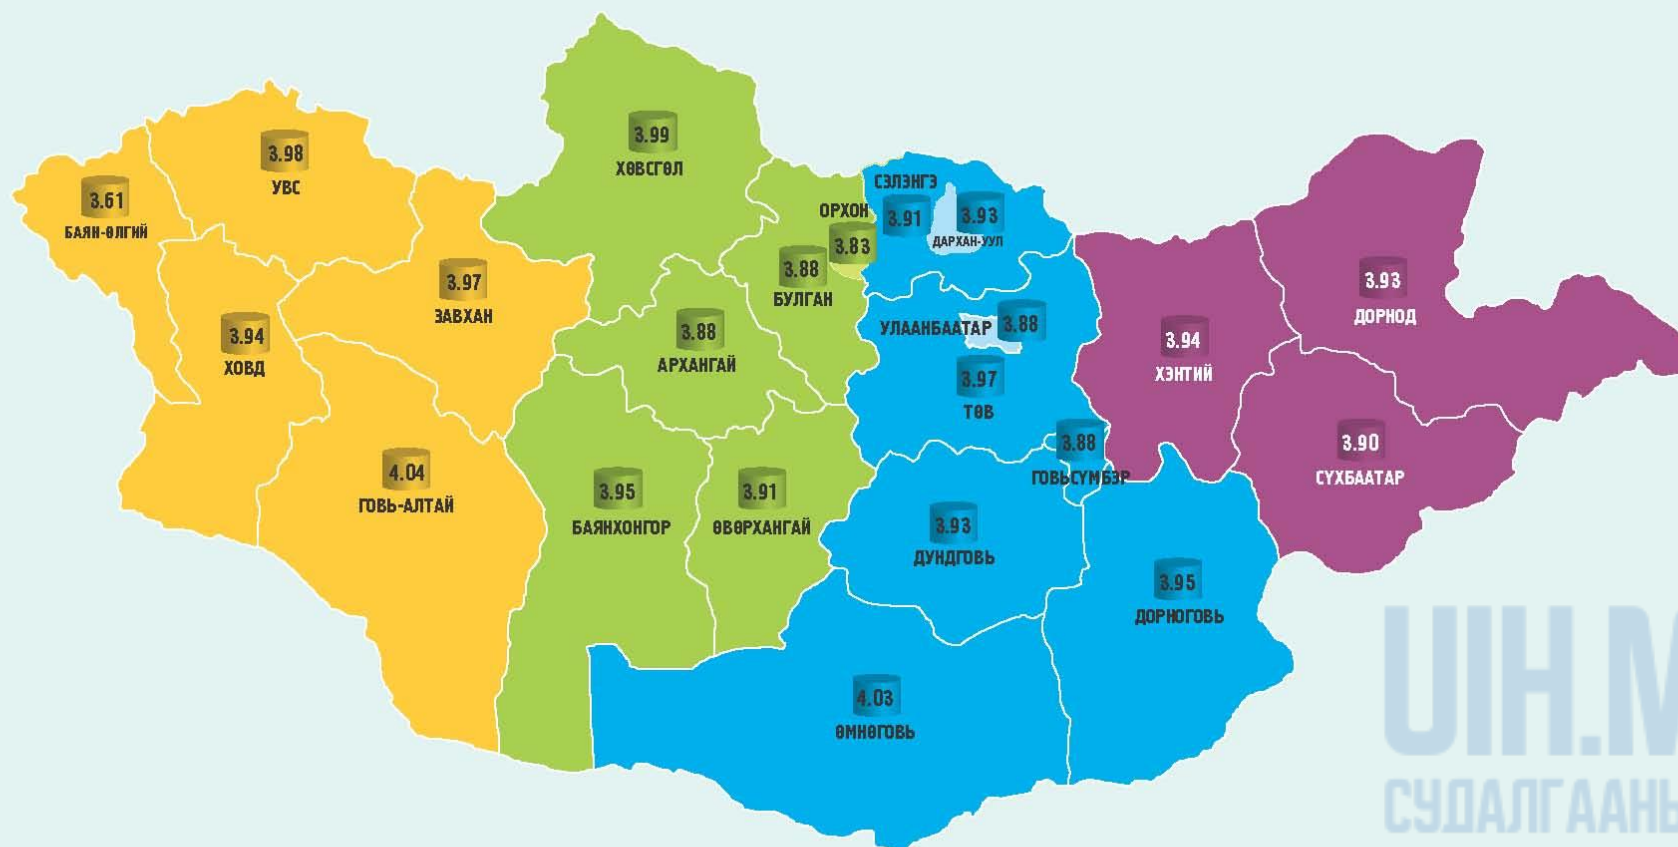 3.99
ХӨВСГӨЛ
3.98
УВС
3.61
БАЯН-ӨЛГИЙ
СЭЛЭНГЭ
3.91
3.93
ДАРХАН-УУЛ
ОРХОН
3.83
3.88
БУЛГАН
3.97
ЗАВХАН
3.93
ДОРНОД
3.94
ХОВД
3.88
АРХАНГАЙ
УЛААНБААТАР 3.88
3.97
ТӨВ
3.94
ХЭНТИЙ
3.88
ГОВЬСҮМБЭР
3.90
СҮХБААТАР
4.04
ГОВЬ-АЛТАЙ
3.95
БАЯНХОНГОР
3.91
ӨВӨРХАНГАЙ
3.93
ДУНДГОВЬ
3.95
ДОРНОГОВЬ
4.03
ӨМНӨГОВЬ
UIH.M
СУДАЛГААНЫ